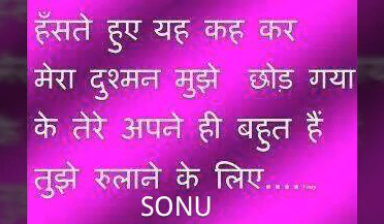 हँसते हुए यह कह कर
मेरा दुश्मन मुझे छोड गया
के तेरे अपने ही बहुत हैं
तुझे रुलाने के लिए.....
SONU